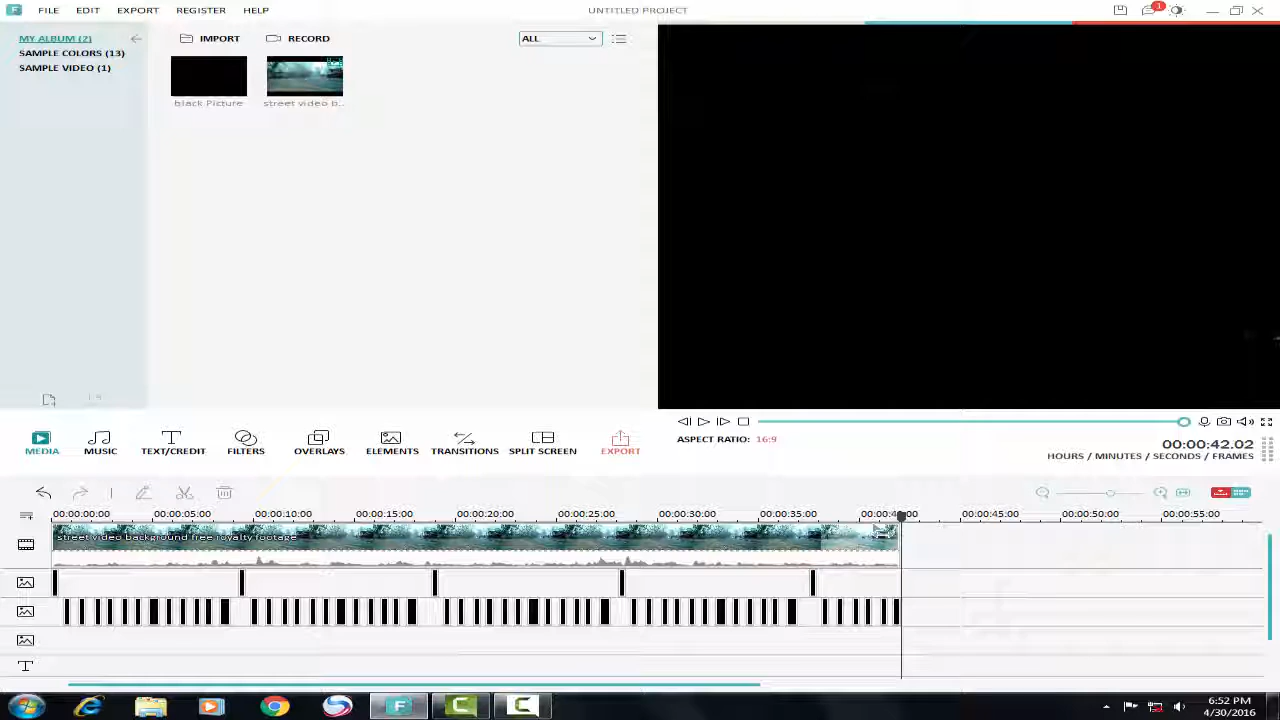 FILE EDIT EXPORT REGISTER HELP UNTITLED PROJECT 1
MY ALBUM (2) IMPORT RECORD ALL
SAMPLE COLORS (13)
SAMPLE VIDEO (1)
black Picture street video b...
ASPECT RATIO: 16:9
00:00:42.02
HOURS / MINUTES / SECONDS / FRAMES
MEDIA MUSIC TEXT/CREDIT FILTERS OVERLAYS ELEMENTS TRANSITIONS SPLIT SCREEN EXPORT
00:00:00:00 00:00:05:00 00:00:10:00 00:00:15:00 00:00:20:00 00:00:25:00 00:00:30:00 00:00:35:00 00:00:45:00 00:00:50:00 00:00:55:00
street video background free royalty footage
T
6:52 PM
4/30/2016